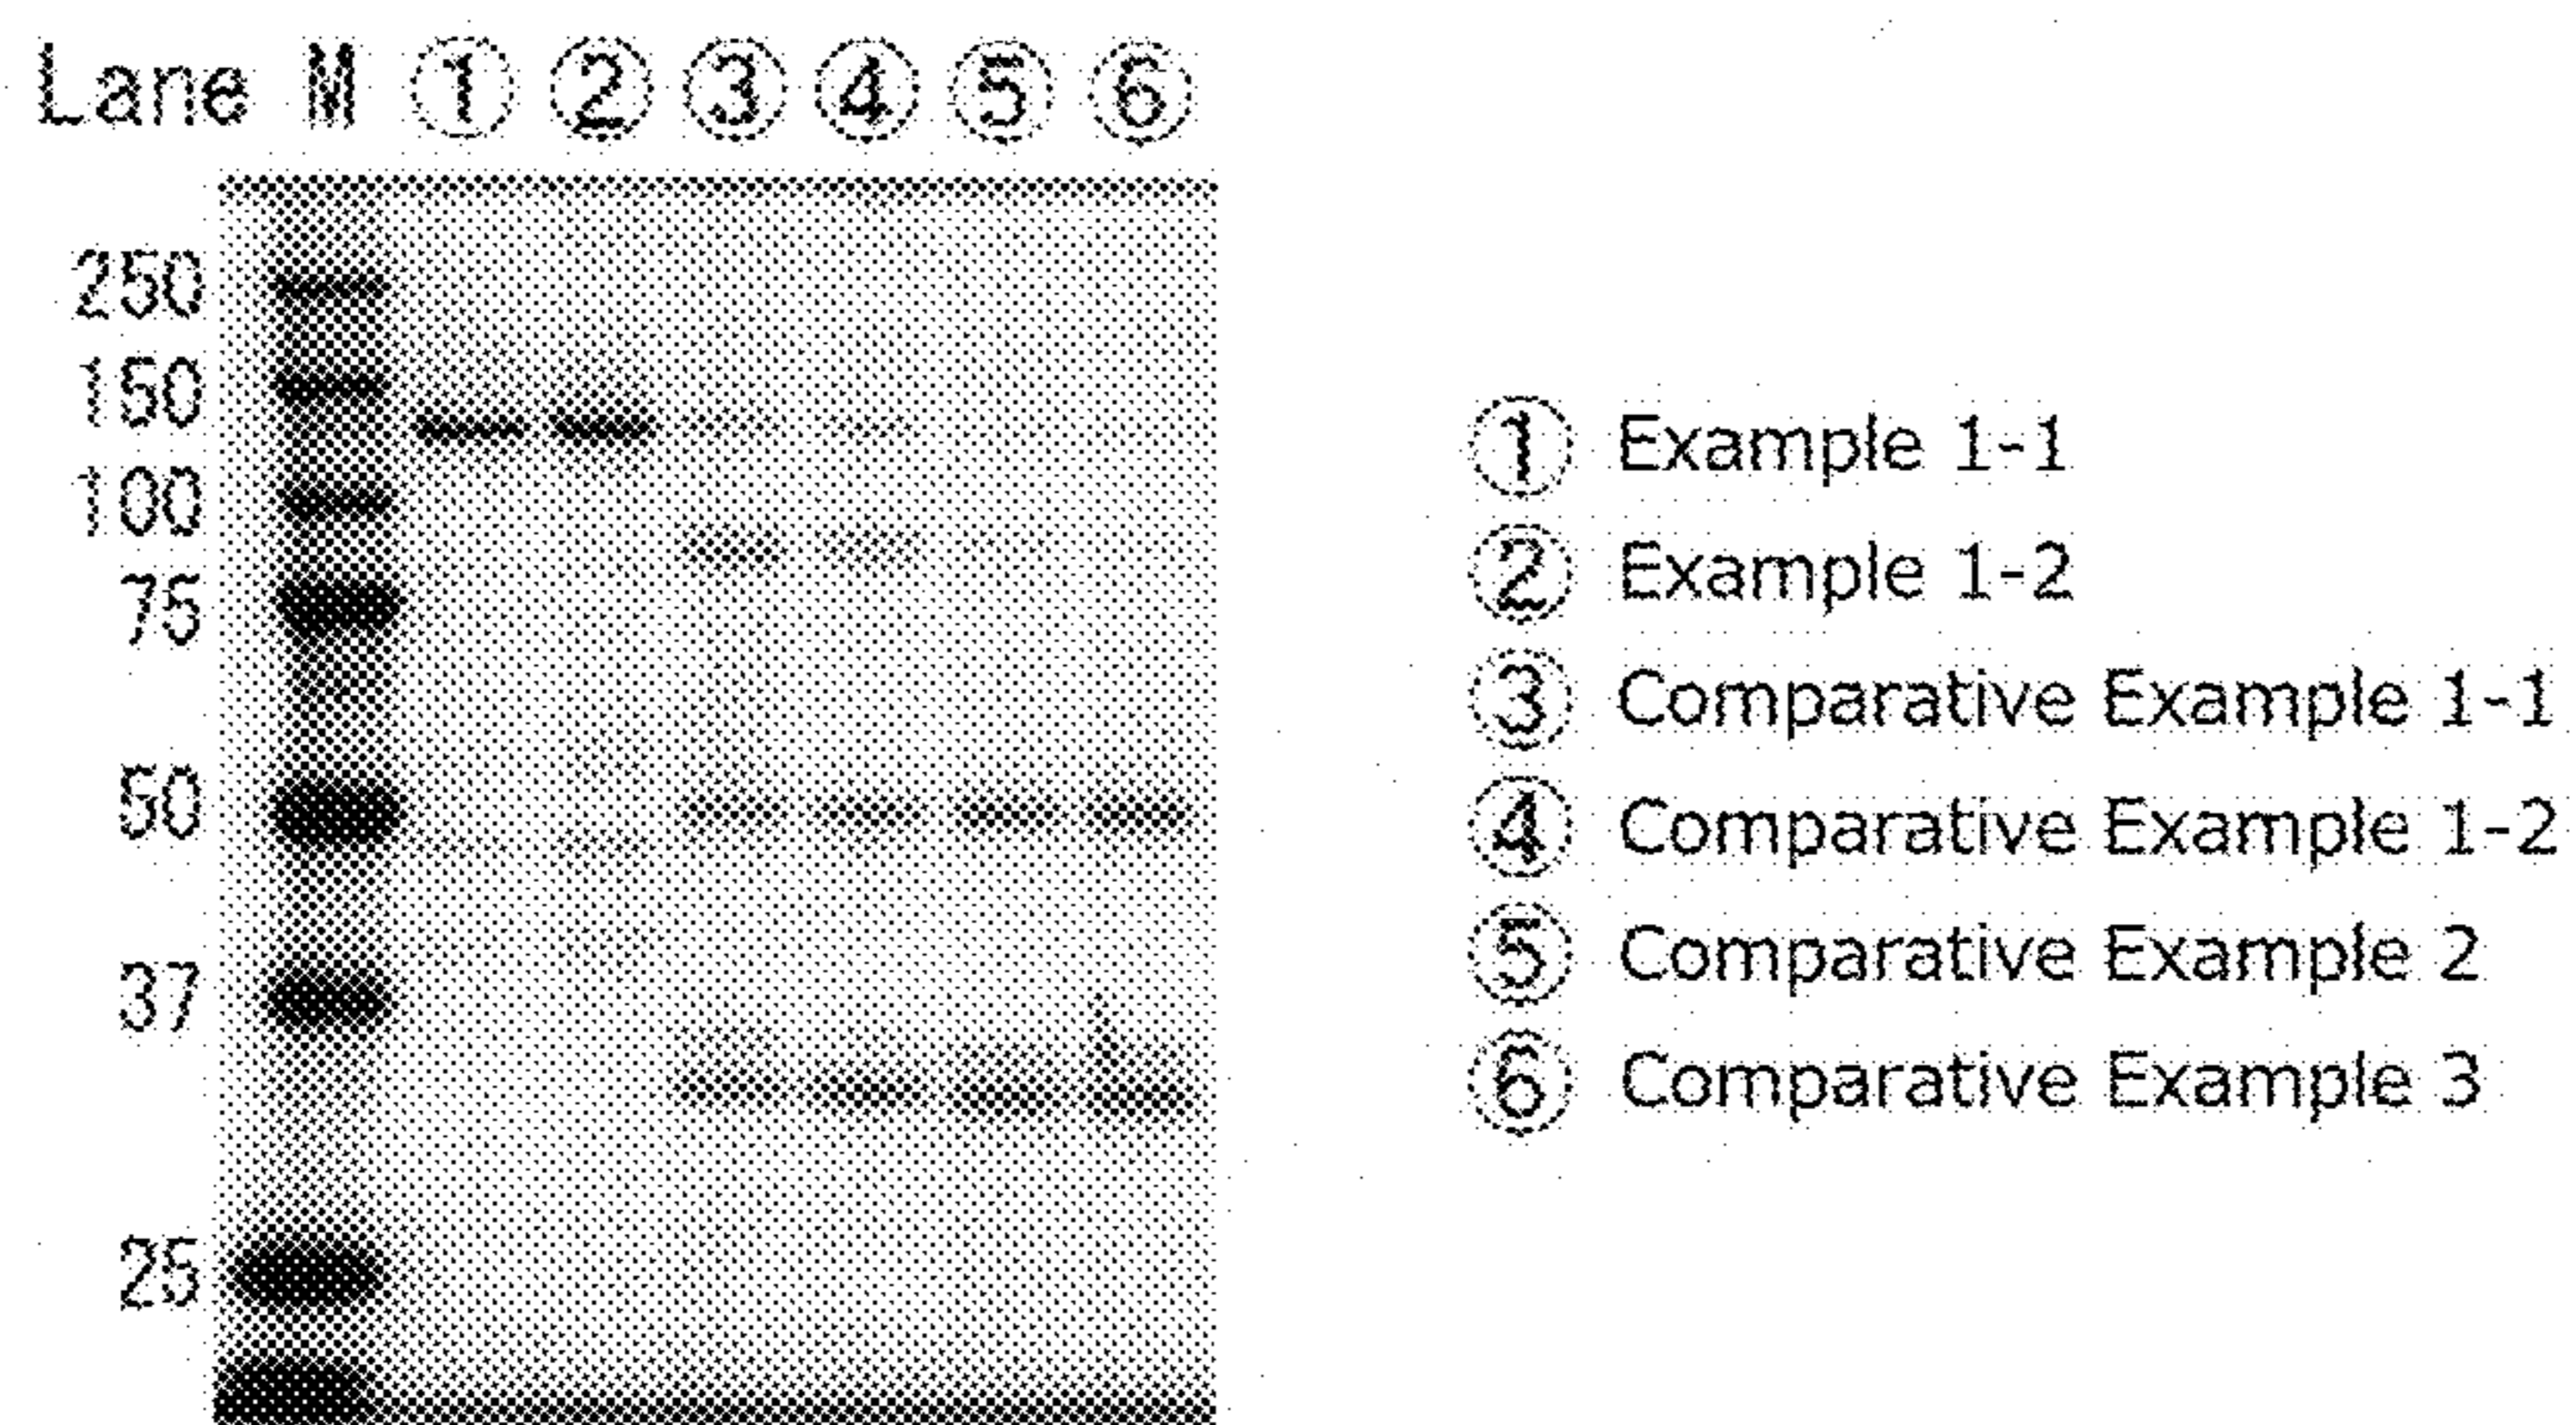 Lane M ① ② ③ ④ ⑤ ⑥
250
150
100
75
50
37
25
① Example 1-1
② Example 1-2
③ Comparative Example 1-1
④ Comparative Example 1-2
⑤ Comparative Example 2
⑥ Comparative Example 3